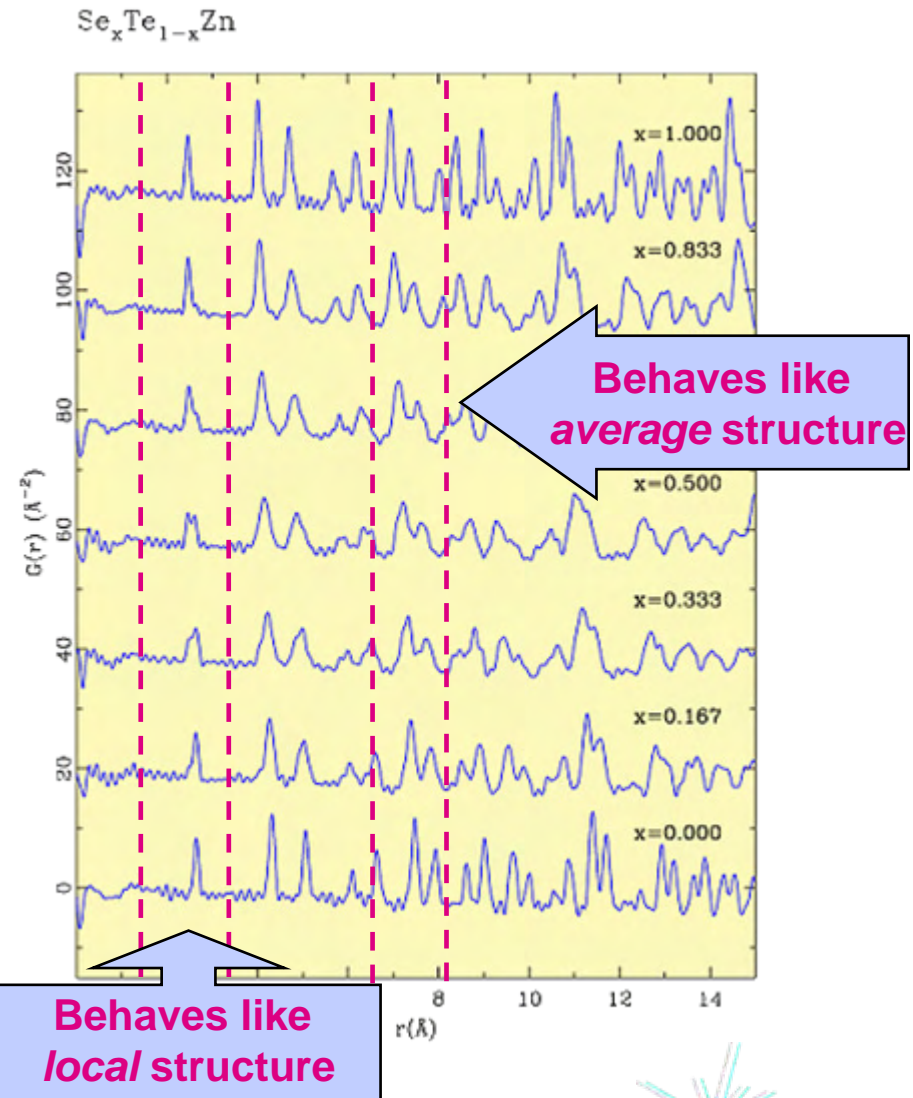 SeₓTe₁₋ₓZn
x=1.000
x=0.833
Behaves like
average structure
x=0.500
x=0.333
x=0.167
x=0.000
G(r) (Å⁻²)
120
100
80
60
40
20
0
8 10 12 14
r(Å)
Behaves like
local structure